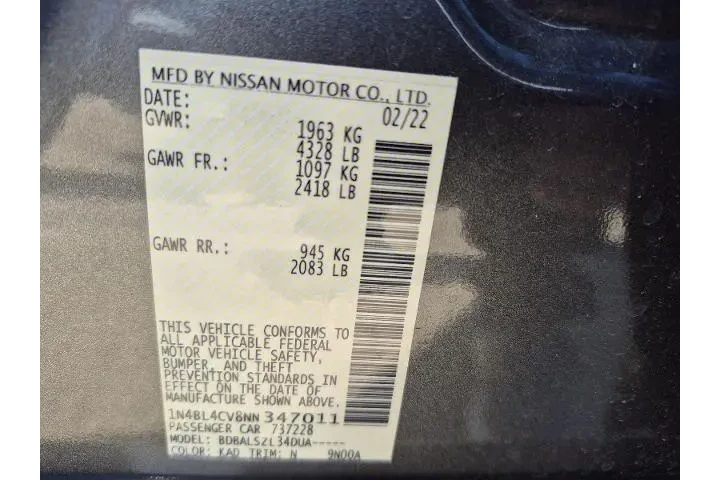 MFD BY NISSAN MOTOR CO., LTD.
DATE: 02/22
GVWR: 1963 KG
4328 LB
GAWR FR.: 1097 KG
2418 LB
GAWR RR.: 945 KG
2083 LB
THIS VEHICLE CONFORMS TO
ALL APPLICABLE FEDERAL
MOTOR VEHICLE SAFETY,
BUMPER, AND THEFT
PREVENTION STANDARDS IN
EFFECT ON THE DATE OF
MANUFACTURE SHOWN ABOVE.
1N4BL4CV8NN347011
PASSENGER CAR 737228
MODEL: BDBALSZL34DUA-----
COLOR: KAD TRIM: N 9N00A